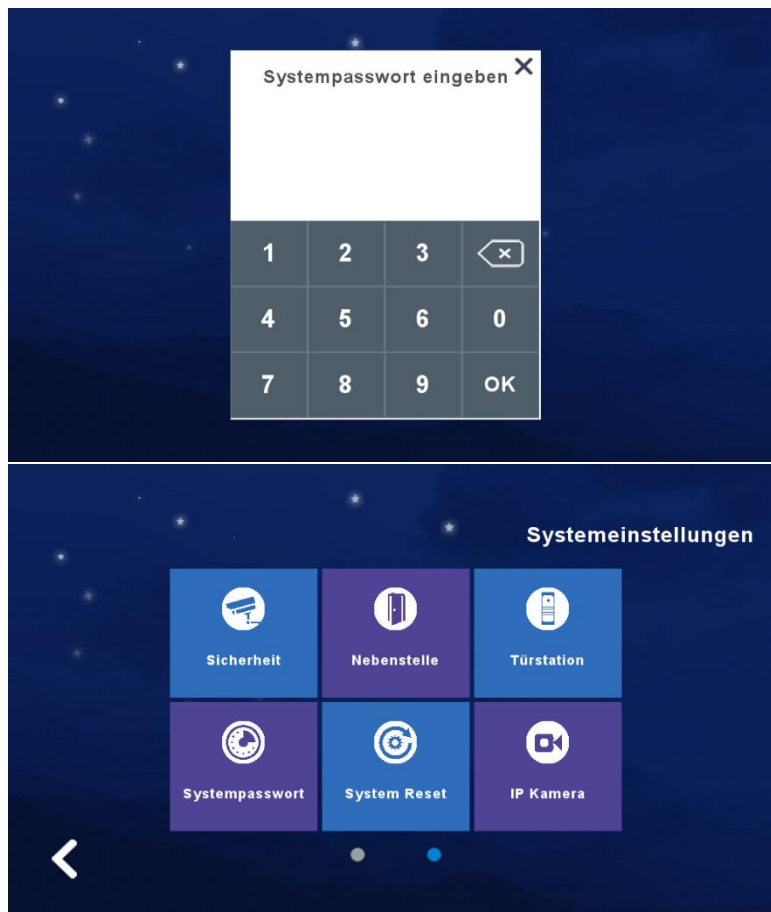 Systempasswort eingeben
1 2 3
4 5 6 0
7 8 9 OK
Systemeinstellungen
Sicherheit Nebenstelle Türstation
Systempasswort System Reset IP Kamera